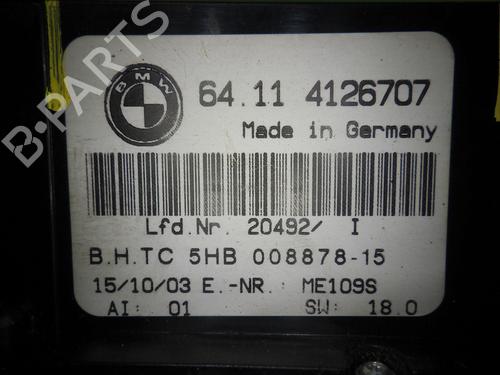 BMW
64.11 4126707
Made in Germany
Lfd.Nr. 20492/ I
B.H.TC 5HB 008878-15
15/10/03 E.-NR.: ME109S
AI: 01 SW: 18.0
B-PARTS